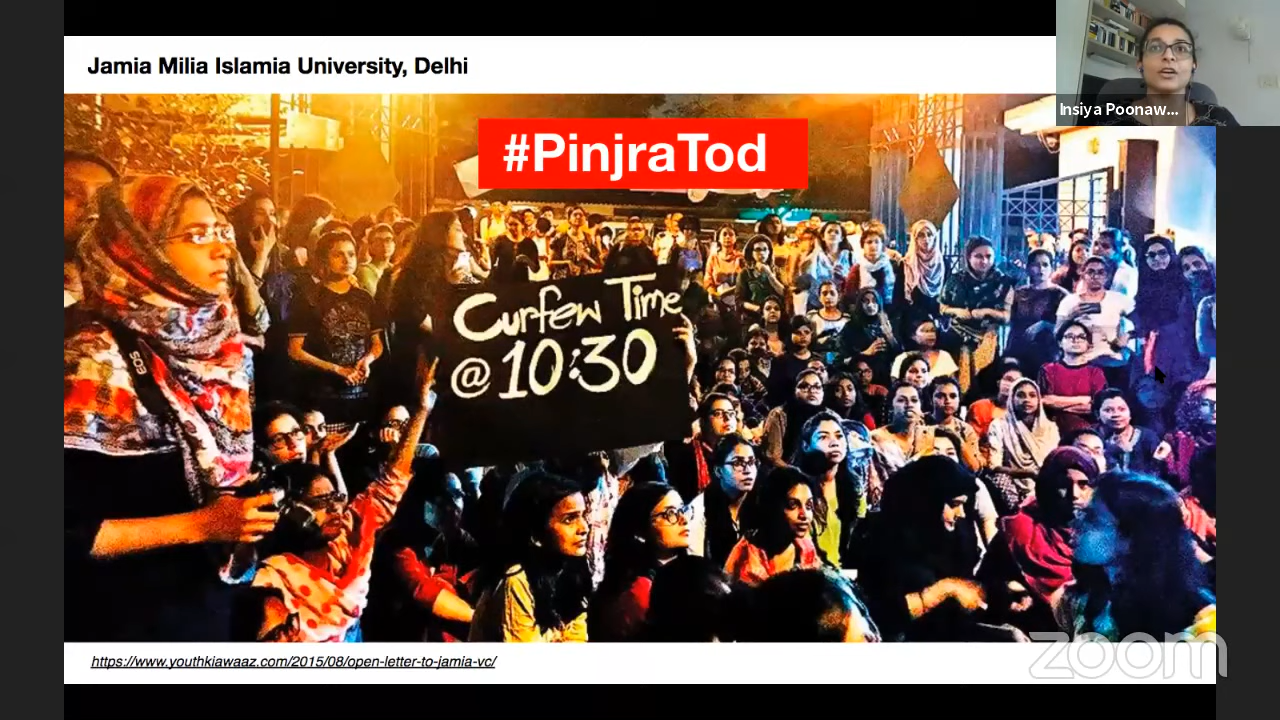 Jamia Milia Islamia University, Delhi
Insiya Poonaw...
#PinjraTod
Curfew Time
@ 10:30
EOS
https://www.youthkiawaaz.com/2015/08/open-letter-to-jamia-vc/
zoom